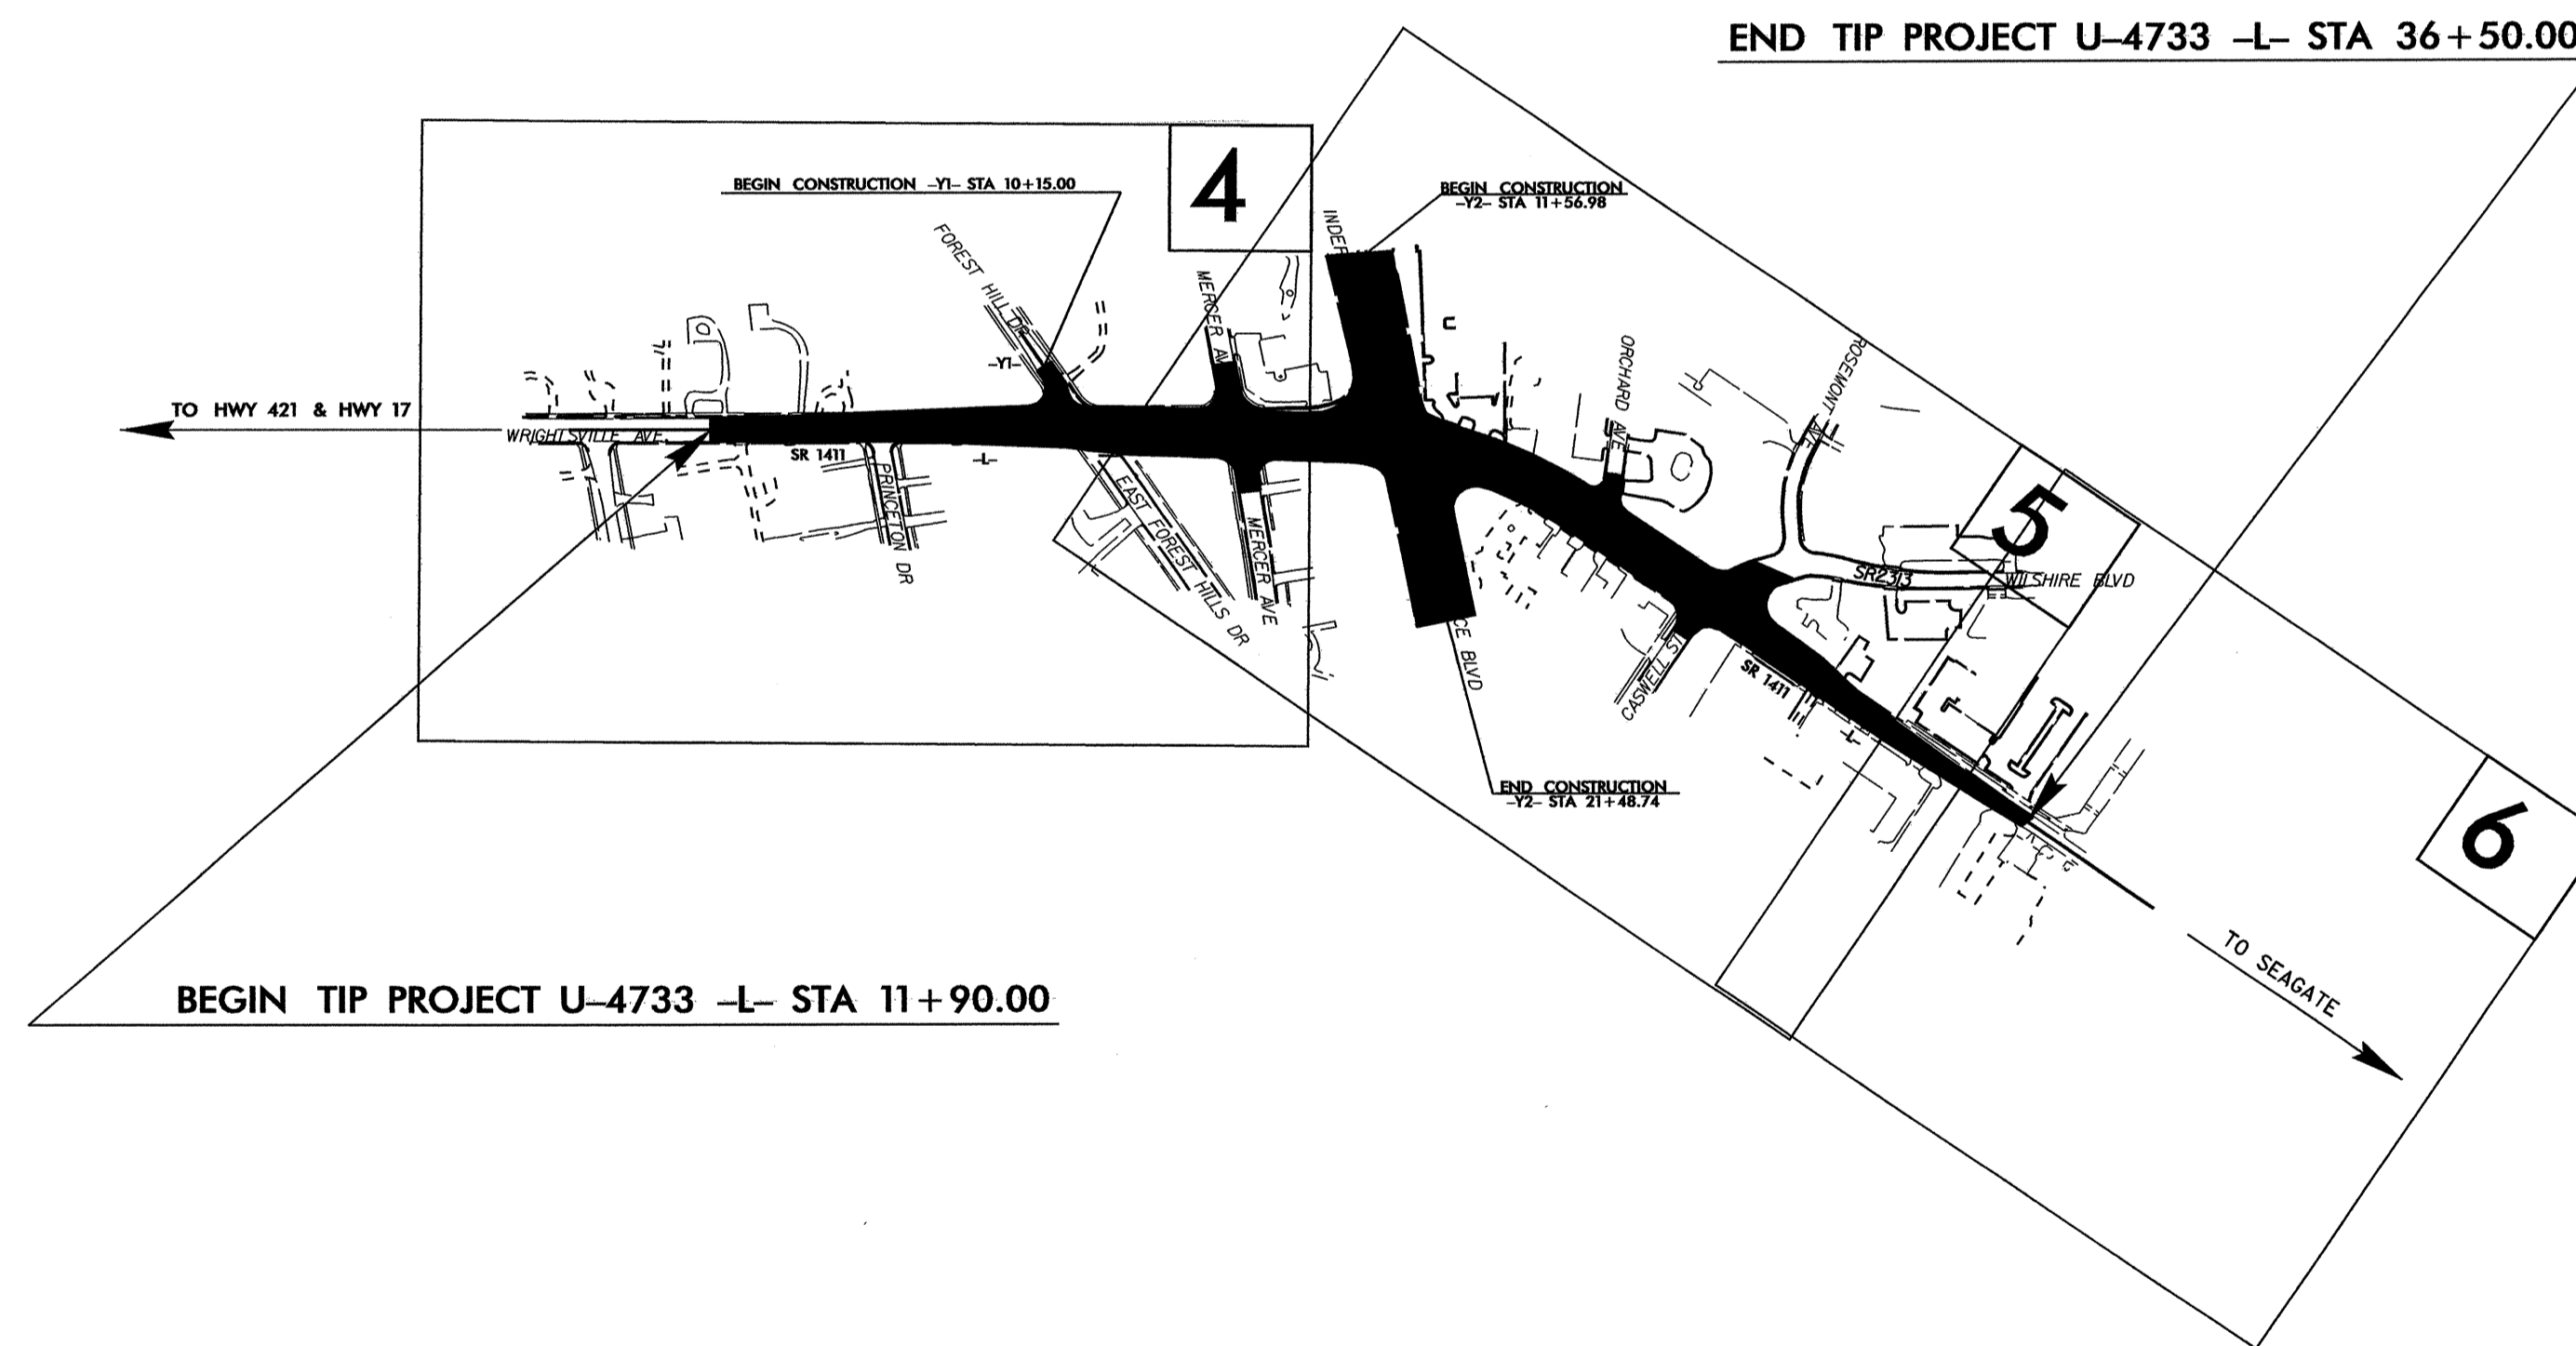 END TIP PROJECT U–4733 –L– STA 36+50.00
4
BEGIN CONSTRUCTION –Y1– STA 10+15.00
BEGIN CONSTRUCTION
–Y2– STA 11+56.98
FOREST HILL DR
MERCER AV
ORCHARD AVE
ROSEMONT AVE
–Y1–
TO HWY 421 & HWY 17
WRIGHTSVILLE AVE.
SR 1411
–L–
PRINCETON DR
EAST FOREST HILLS DR
MERCER AVE
5
SR2313
WILSHIRE BLVD
CE BLVD
CASWELL ST
SR 1411
–L–
END CONSTRUCTION
–Y2– STA 21+48.74
6
TO SEAGATE
BEGIN TIP PROJECT U–4733 –L– STA 11+90.00